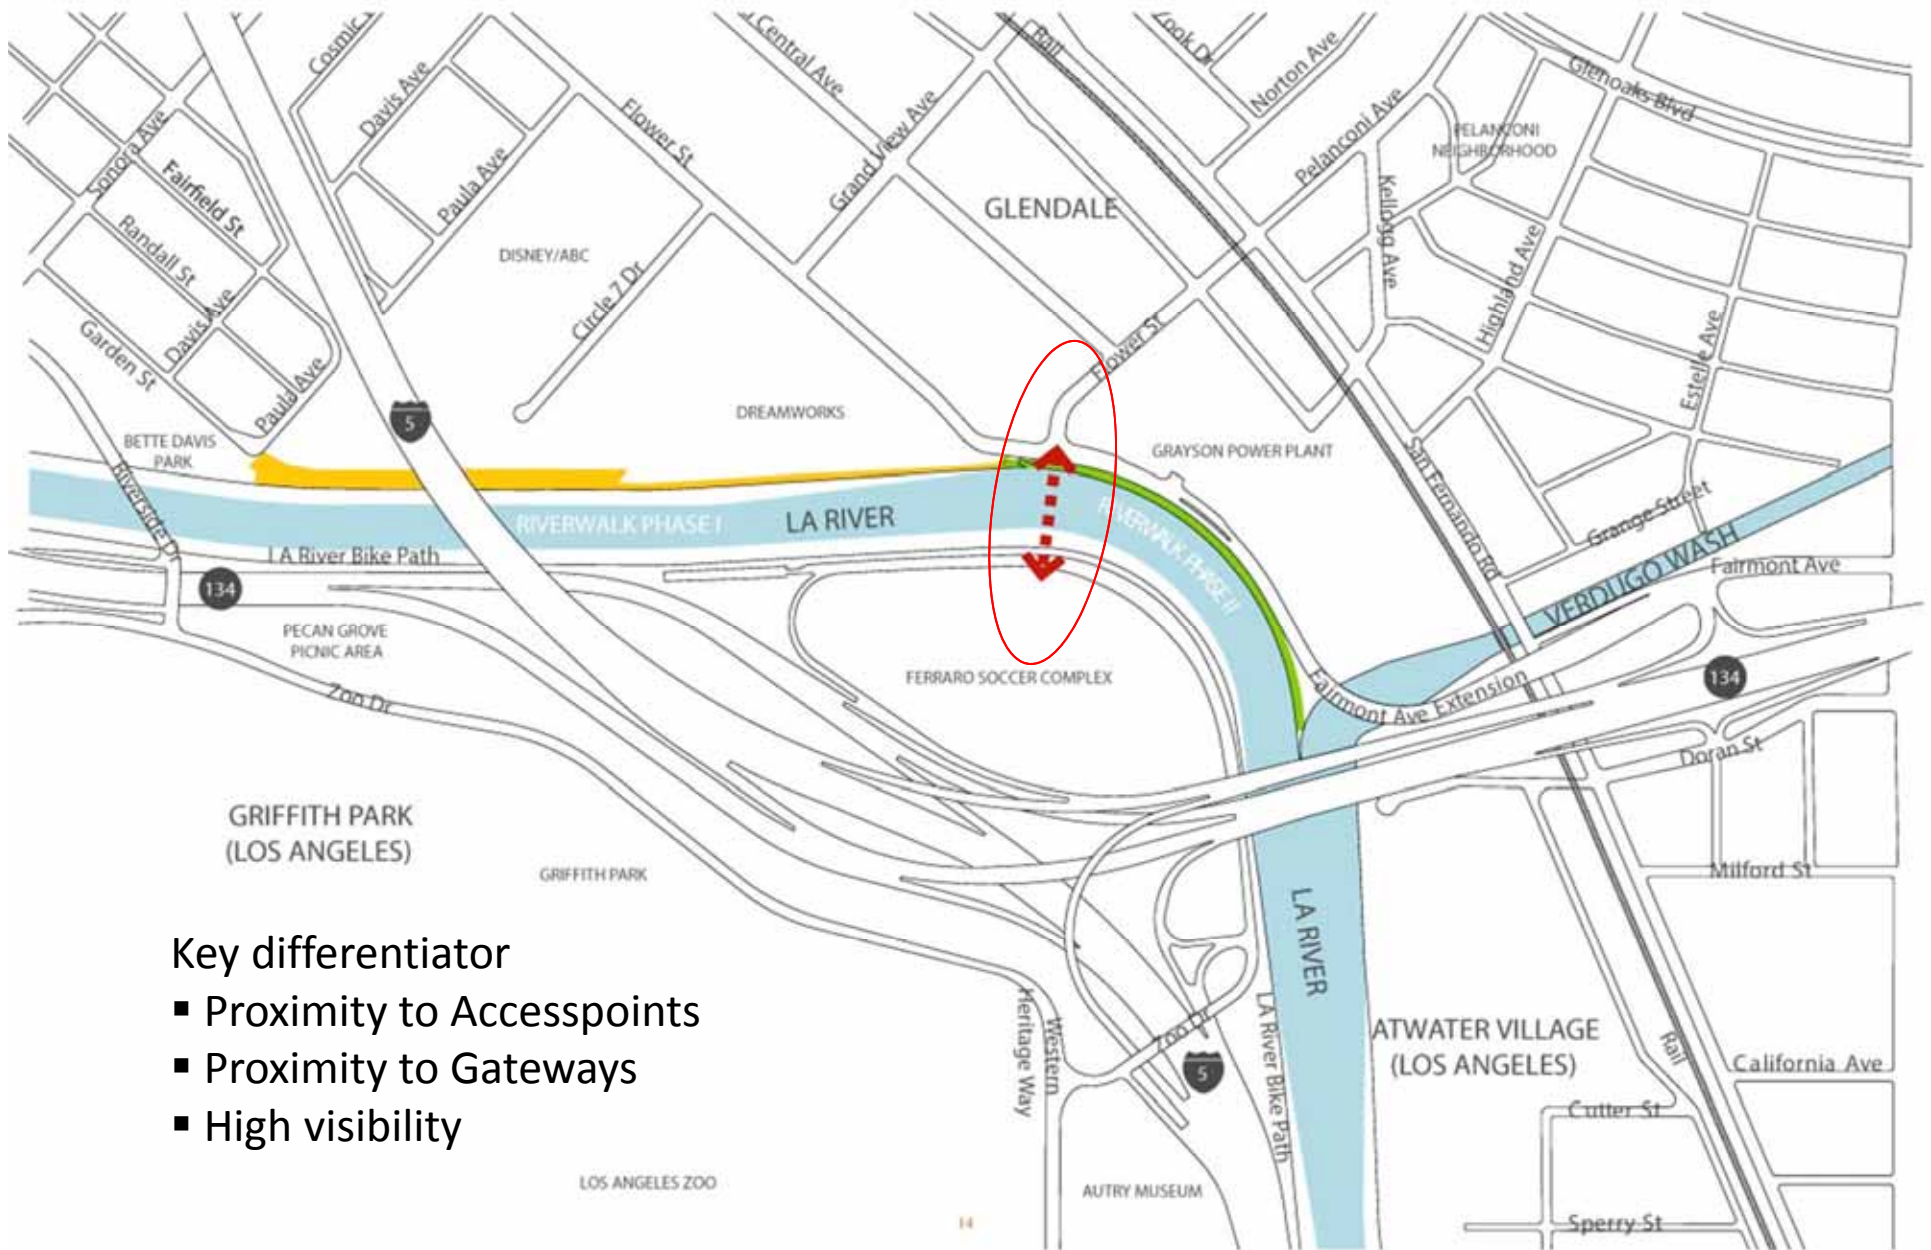 Cosmic
Central Ave
Rail
Zook Dr
Norton Ave
Glenoaks Blvd
Davis Ave
Flower St
Grand View Ave
Pelanconi Ave
PELANCONI
NEIGHBORHOOD
Sonora Ave
Fairfield St
Paula Ave
Randall St
GLENDALE
Kellogg Ave
DISNEY/ABC
Circle 7 Dr
Highland Ave
Davis Ave
Garden St
Flower St
Estelle Ave
Paula Ave
5
DREAMWORKS
BETTE DAVIS
PARK
GRAYSON POWER PLANT
San Fernando Rd
Riverside Dr
RIVERWALK PHASE I
LA RIVER
RIVERWALK PHASE II
Grange Street
VERDUGO WASH
Fairmont Ave
LA River Bike Path
134
PECAN GROVE
PICNIC AREA
FERRARO SOCCER COMPLEX
Zoo Dr
Fairmont Ave Extension
134
Doran St
GRIFFITH PARK
(LOS ANGELES)
GRIFFITH PARK
Milford St
LA RIVER
Key differentiator
▪ Proximity to Accesspoints
▪ Proximity to Gateways
▪ High visibility
Heritage Way
Western
Zoo Dr
5
LA River Bike Path
ATWATER VILLAGE
(LOS ANGELES)
Rail
California Ave
Cutter St
LOS ANGELES ZOO
AUTRY MUSEUM
14
Sperry St